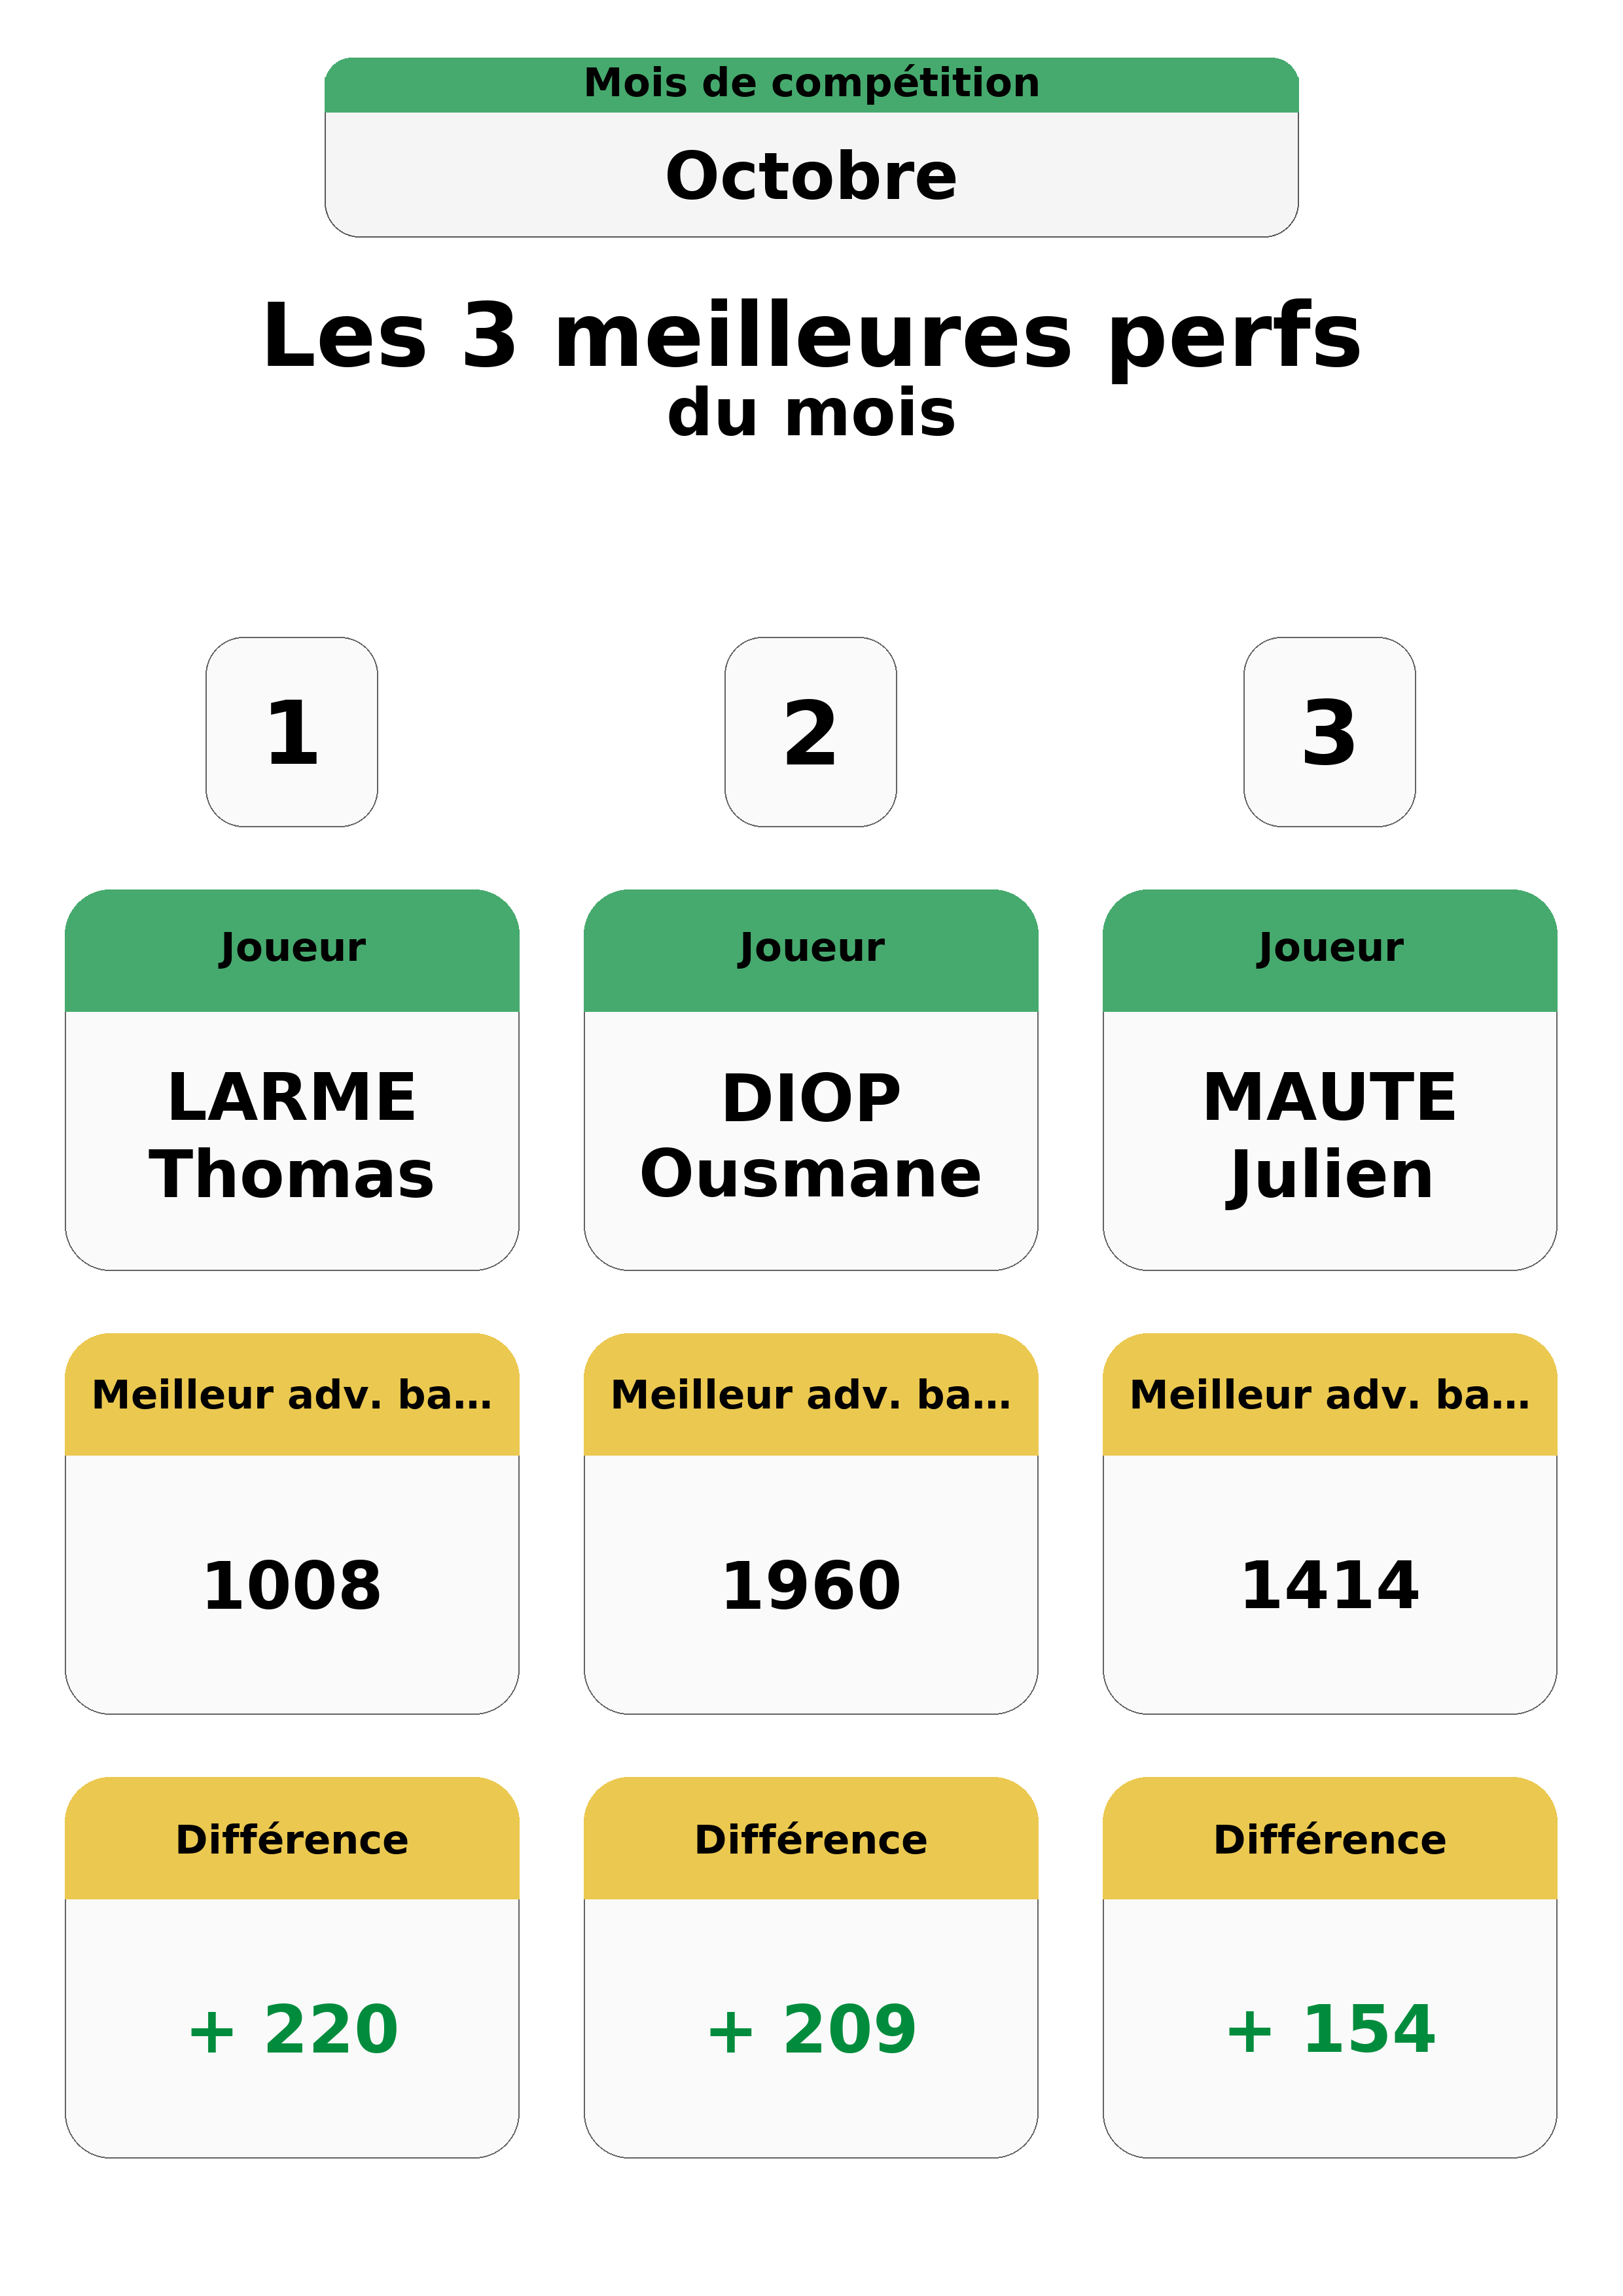 Mois de compétition
Octobre
Les 3 meilleures perfs
du mois
1
2
3
Joueur
Joueur
Joueur
LARME
Thomas
DIOP
Ousmane
MAUTE
Julien
Meilleur adv. ba...
Meilleur adv. ba...
Meilleur adv. ba...
1008
1960
1414
Différence
Différence
Différence
+ 220
+ 209
+ 154